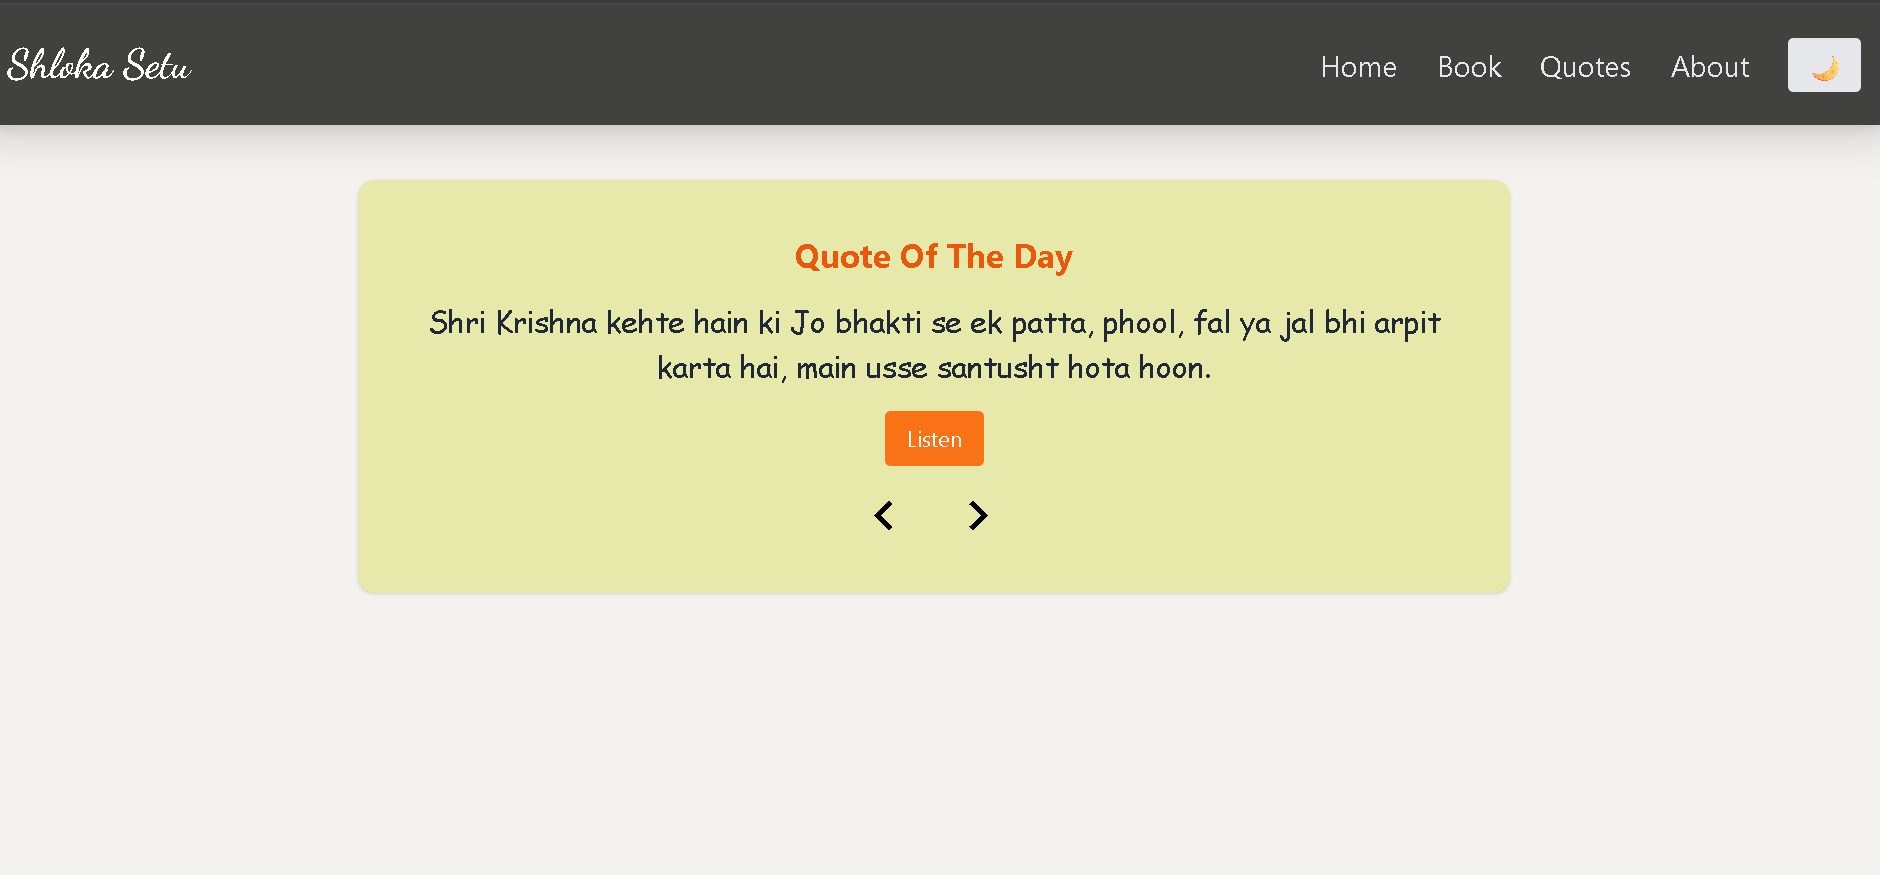 Shloka Setu
Home Book Quotes About
Quote Of The Day
Shri Krishna kehte hain ki Jo bhakti se ek patta, phool, fal ya jal bhi arpit
karta hai, main usse santusht hota hoon.
Listen